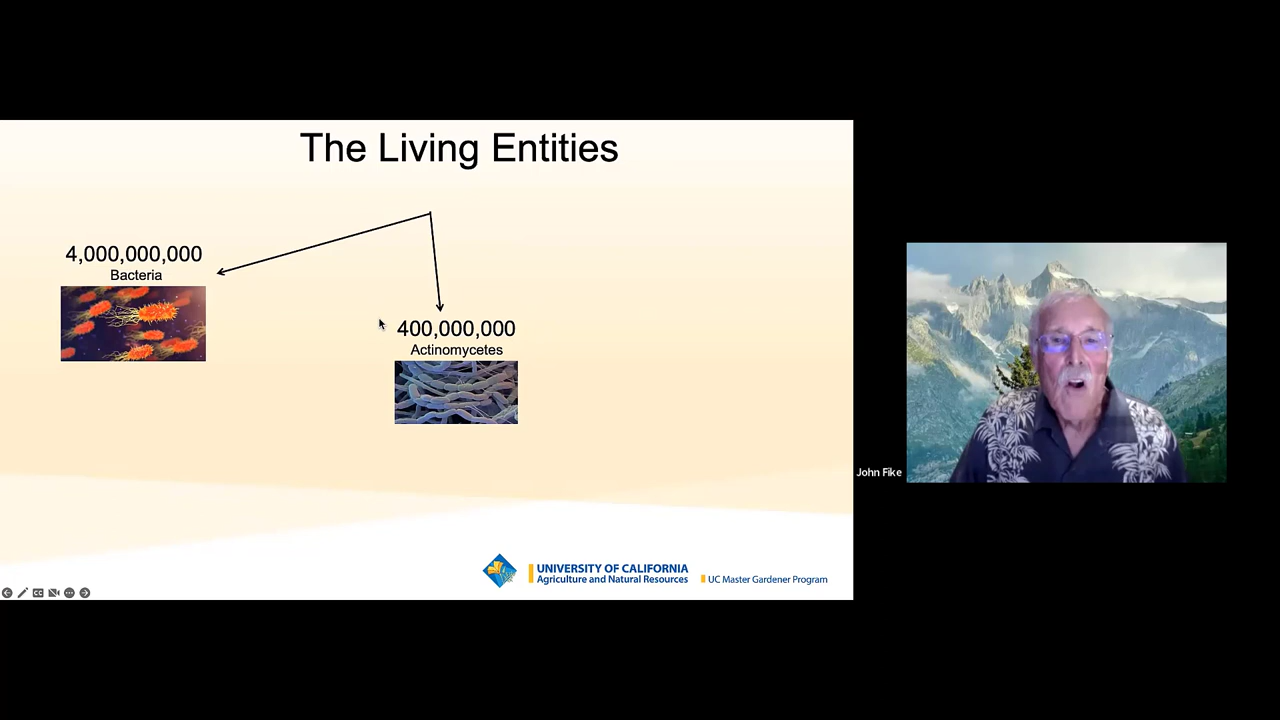 The Living Entities
4,000,000,000
Bacteria
400,000,000
Actinomycetes
UNIVERSITY OF CALIFORNIA
Agriculture and Natural Resources
UC Master Gardener Program
CC
John Fike